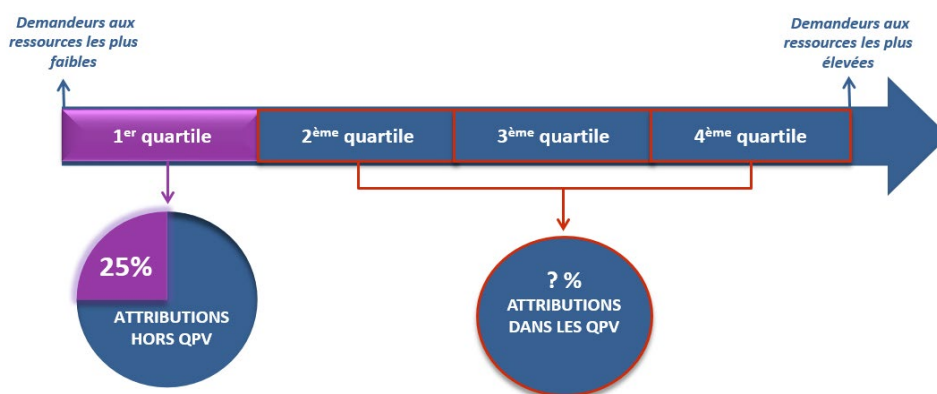 Demandeurs aux
ressources les plus
faibles
Demandeurs aux
ressources les plus
élevées
1er quartile
2ème quartile
3ème quartile
4ème quartile
25%
ATTRIBUTIONS
HORS QPV
? %
ATTRIBUTIONS
DANS LES QPV